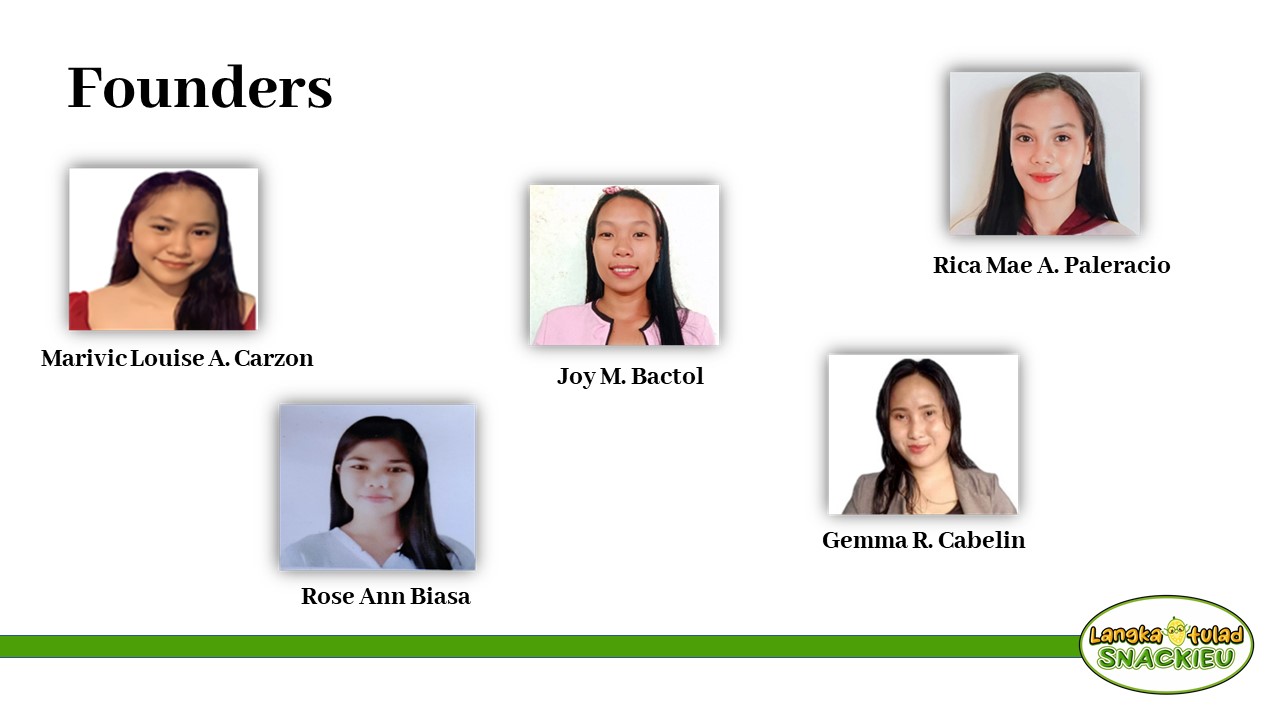 Founders
Rica Mae A. Paleracio
Marivic Louise A. Carzon
Joy M. Bactol
Gemma R. Cabelin
Rose Ann Biasa
Langka tulad
SNACKIEU